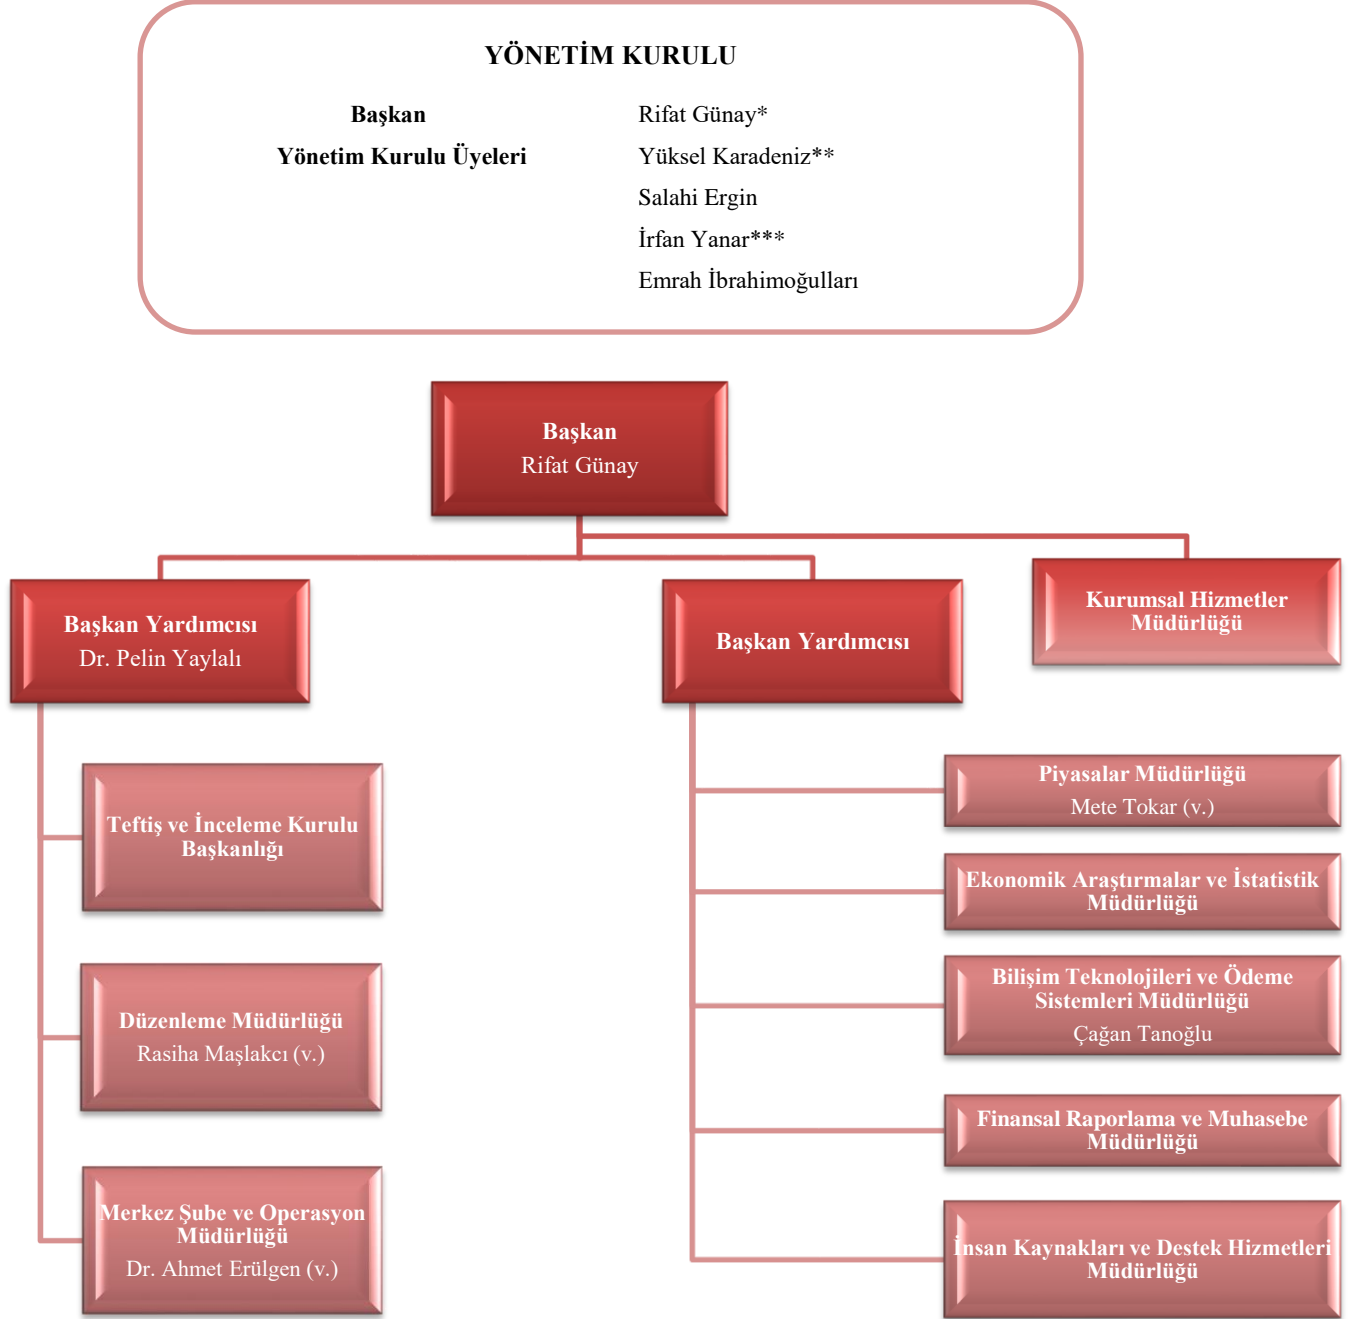 YÖNETİM KURULU
Başkan Rifat Günay*
Yönetim Kurulu Üyeleri Yüksel Karadeniz**
Salahi Ergin
İrfan Yanar***
Emrah İbrahimoğulları
Başkan
Rifat Günay
Başkan Yardımcısı
Dr. Pelin Yaylalı
Başkan Yardımcısı
Kurumsal Hizmetler
Müdürlüğü
Teftiş ve İnceleme Kurulu
Başkanlığı
Düzenleme Müdürlüğü
Rasiha Maşlakcı (v.)
Merkez Şube ve Operasyon
Müdürlüğü
Dr. Ahmet Erülgen (v.)
Piyasalar Müdürlüğü
Mete Tokar (v.)
Ekonomik Araştırmalar ve İstatistik
Müdürlüğü
Bilişim Teknolojileri ve Ödeme
Sistemleri Müdürlüğü
Çağan Tanoğlu
Finansal Raporlama ve Muhasebe
Müdürlüğü
İnsan Kaynakları ve Destek Hizmetleri
Müdürlüğü